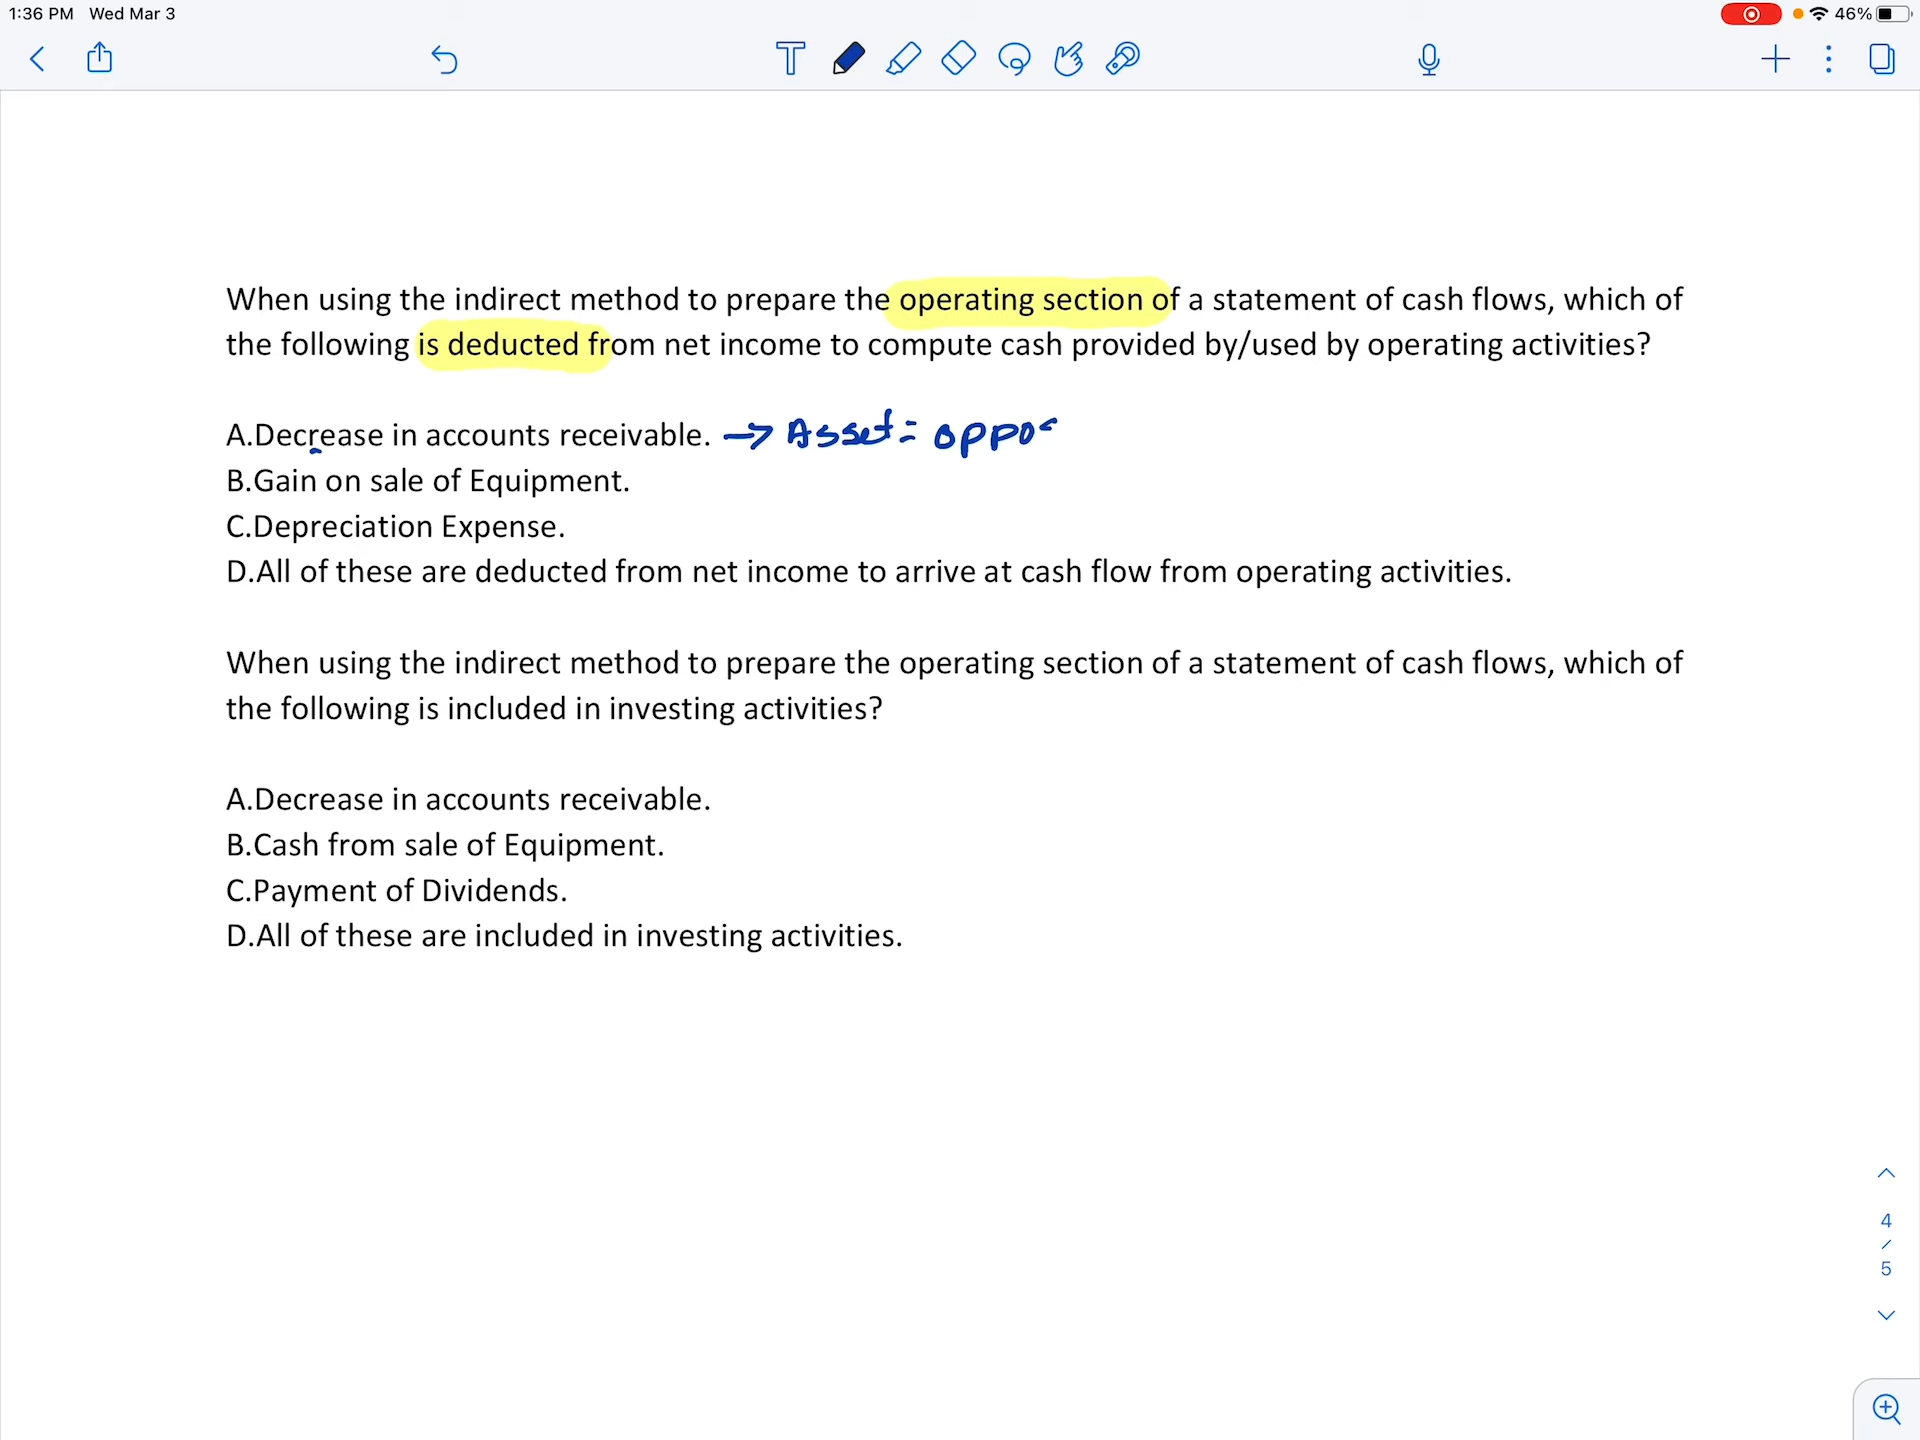 1:36 PM Wed Mar 3 46%
When using the indirect method to prepare the operating section of a statement of cash flows, which of
the following is deducted from net income to compute cash provided by/used by operating activities?
A.Decrease in accounts receivable. → Asset = oppos
B.Gain on sale of Equipment.
C.Depreciation Expense.
D.All of these are deducted from net income to arrive at cash flow from operating activities.
When using the indirect method to prepare the operating section of a statement of cash flows, which of
the following is included in investing activities?
A.Decrease in accounts receivable.
B.Cash from sale of Equipment.
C.Payment of Dividends.
D.All of these are included in investing activities.
4
/
5